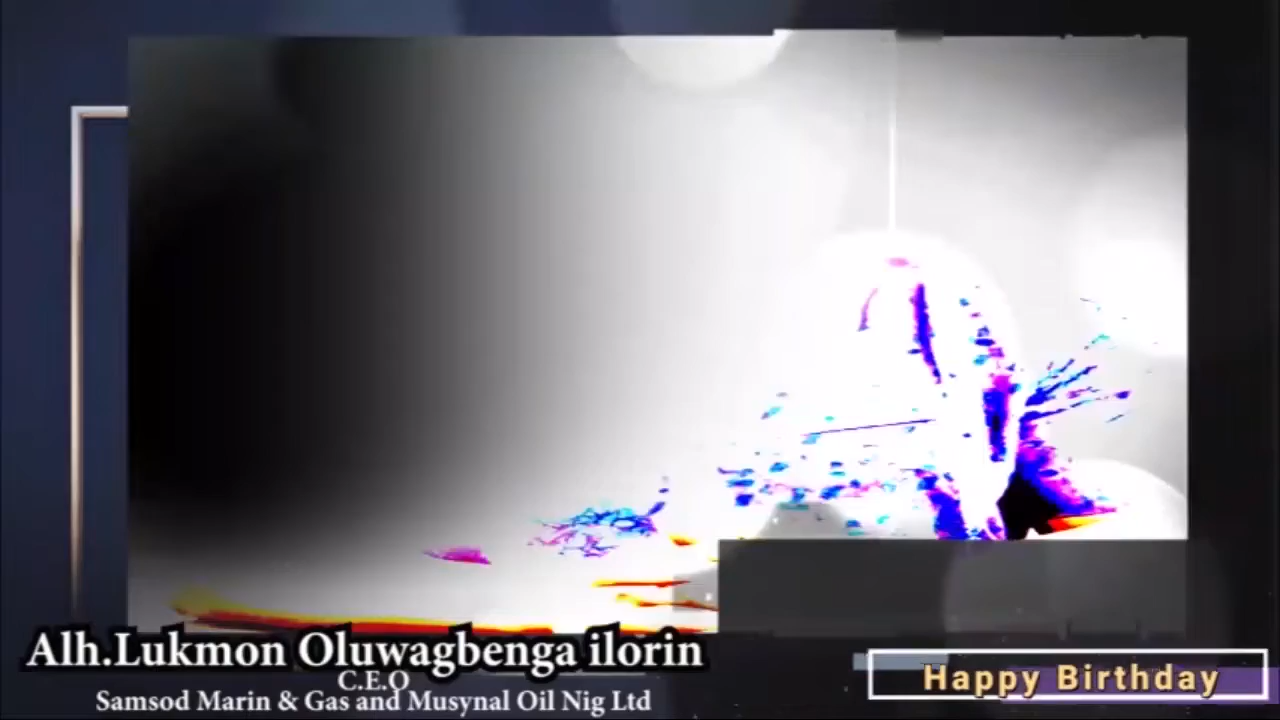 Alh.Lukmon Oluwagbenga ilorin
C.E.O
Samsod Marin & Gas and Musynal Oil Nig Ltd
Happy Birthday